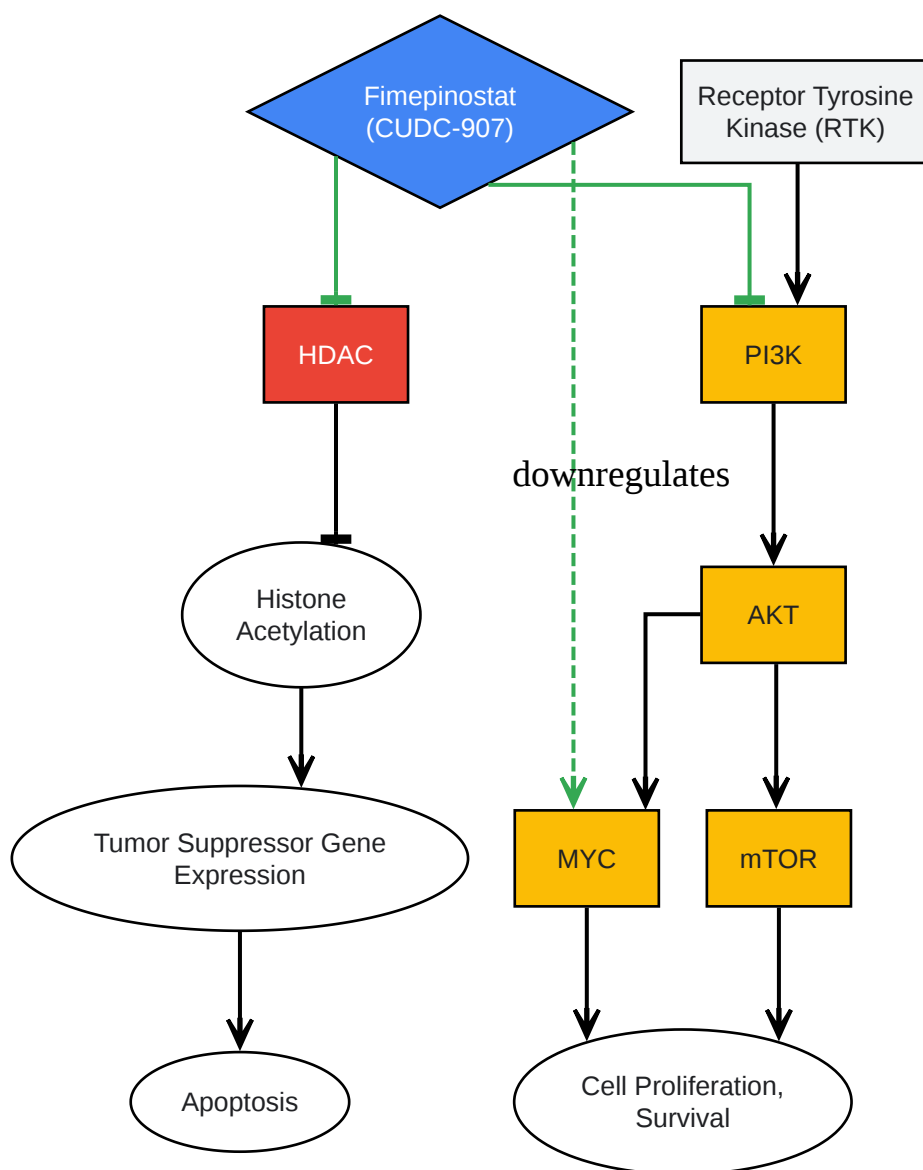 Fimepinostat
(CUDC-907)
Receptor Tyrosine
Kinase (RTK)
HDAC
PI3K
downregulates
Histone
Acetylation
AKT
Tumor Suppressor Gene
Expression
MYC
mTOR
Apoptosis
Cell Proliferation,
Survival